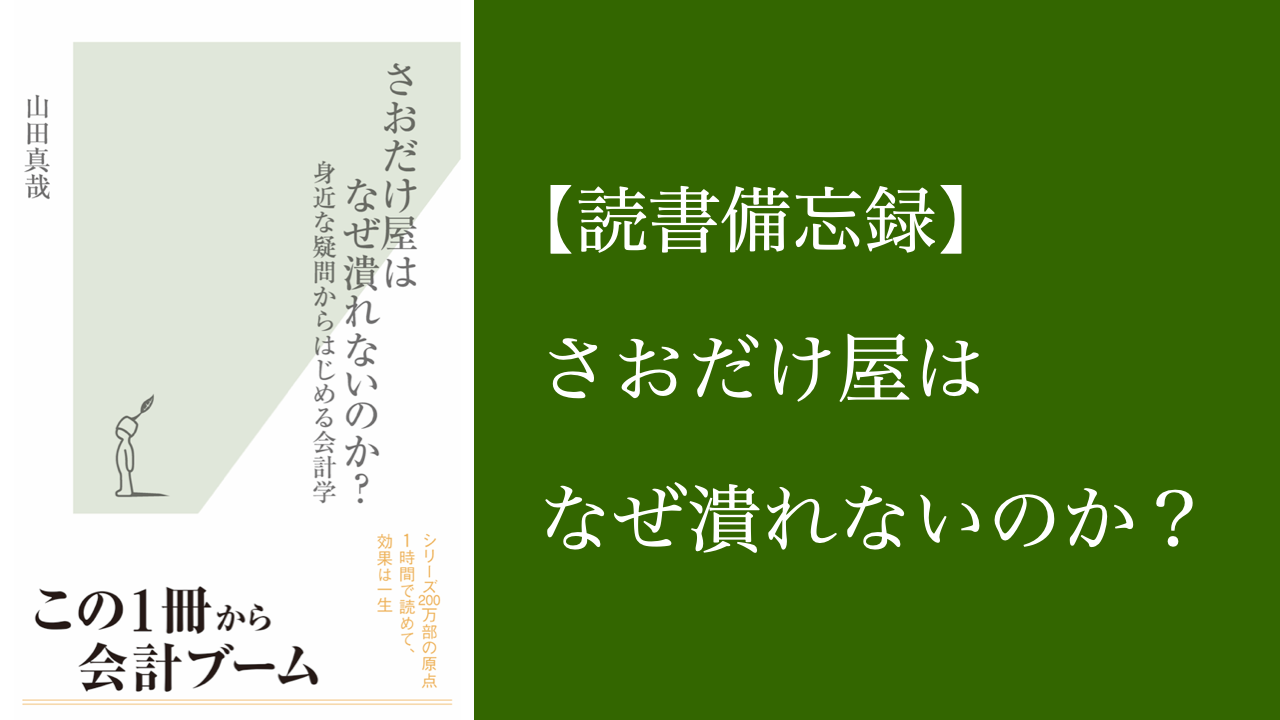 さおだけ屋は
なぜ潰れないのか?
身近な疑問からはじめる会計学
山田真哉
シリーズ200万部の原点
1時間で読めて、
効果は一生
この1冊から
会計ブーム
【読書備忘録】
さおだけ屋は
なぜ潰れないのか？